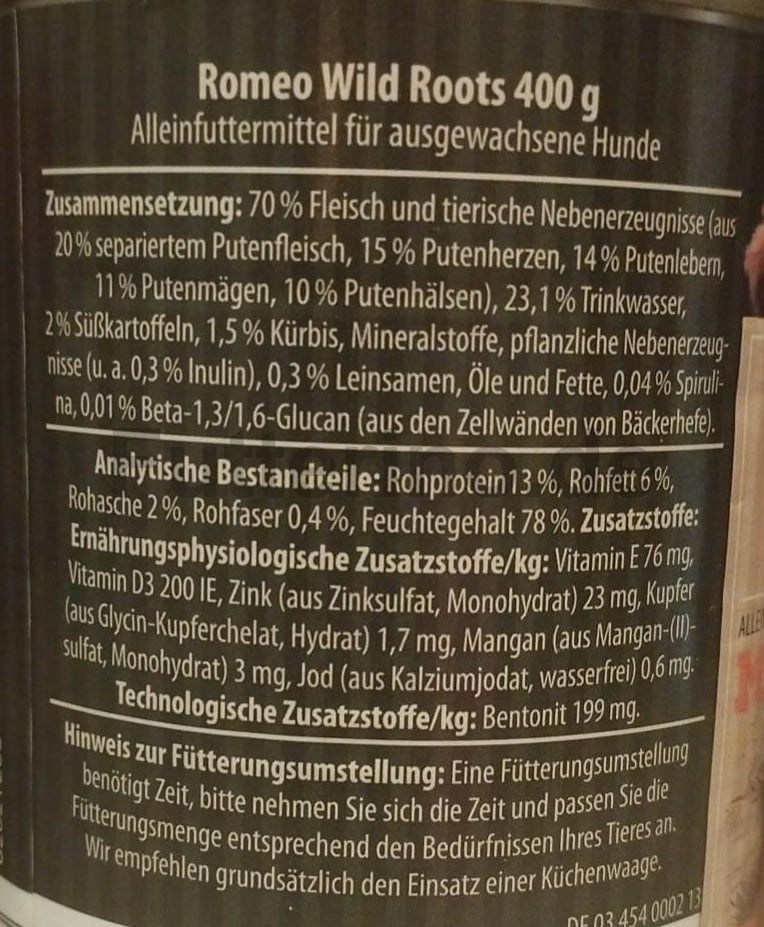 Romeo Wild Roots 400 g
Alleinfuttermittel für ausgewachsene Hunde
Zusammensetzung: 70 % Fleisch und tierische Nebenerzeugnisse (aus
20 % separiertem Putenfleisch, 15 % Putenherzen, 14 % Putenlebern,
11 % Putenmägen, 10 % Putenhälsen), 23,1 % Trinkwasser,
2 % Süßkartoffeln, 1,5 % Kürbis, Mineralstoffe, pflanzliche Nebenerzeug-
nisse (u. a. 0,3 % Inulin), 0,3 % Leinsamen, Öle und Fette, 0,04 % Spiruli-
na, 0,01 % Beta-1,3/1,6-Glucan (aus den Zellwänden von Bäckerhefe).
Analytische Bestandteile: Rohprotein 13 %, Rohfett 6 %,
Rohasche 2 %, Rohfaser 0,4 %, Feuchtegehalt 78 %. Zusatzstoffe:
Ernährungsphysiologische Zusatzstoffe/kg: Vitamin E 76 mg,
Vitamin D3 200 IE, Zink (aus Zinksulfat, Monohydrat) 23 mg, Kupfer
(aus Glycin-Kupferchelat, Hydrat) 1,7 mg, Mangan (aus Mangan-(II)-
sulfat, Monohydrat) 3 mg, Jod (aus Kalziumjodat, wasserfrei) 0,6 mg.
Technologische Zusatzstoffe/kg: Bentonit 199 mg.
Hinweis zur Fütterungsumstellung: Eine Fütterungsumstellung
benötigt Zeit, bitte nehmen Sie sich die Zeit und passen Sie die
Fütterungsmenge entsprechend den Bedürfnissen Ihres Tieres an.
Wir empfehlen grundsätzlich den Einsatz einer Küchenwaage.
DE 03 454 0002 13